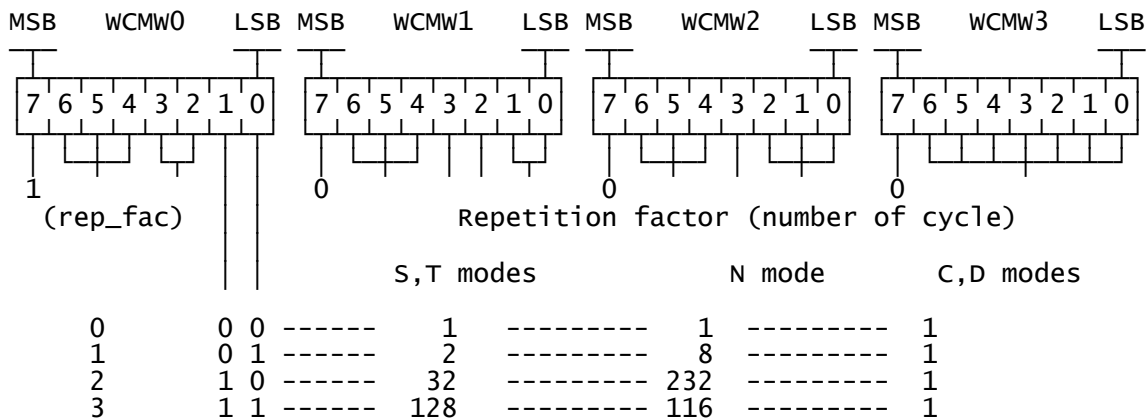 MSB WCMW0 LSB MSB WCMW1 LSB MSB WCMW2 LSB MSB WCMW3 LSB
7 6 5 4 3 2 1 0 7 6 5 4 3 2 1 0 7 6 5 4 3 2 1 0 7 6 5 4 3 2 1 0
1 0 0 0
(rep_fac) Repetition factor (number of cycle)
S,T modes N mode C,D modes
0 0 0 ------ 1 --------- 1 --------- 1
1 0 1 ------ 2 --------- 8 --------- 1
2 1 0 ------ 32 --------- 232 --------- 1
3 1 1 ------ 128 --------- 116 --------- 1